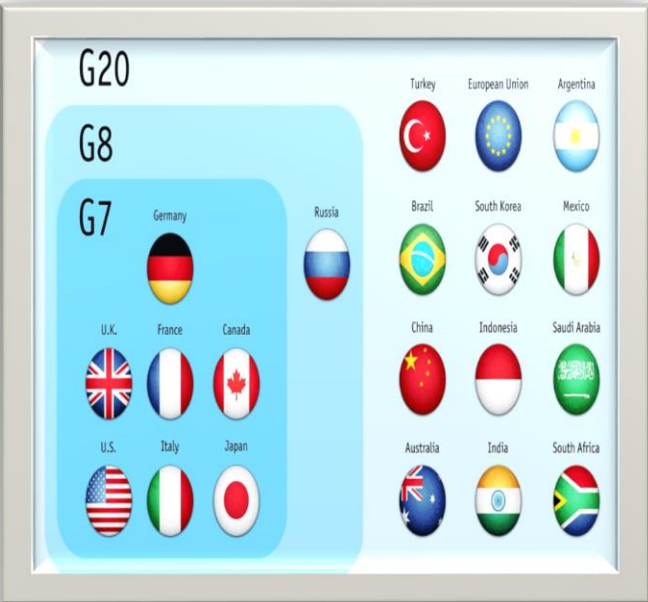 G20
Turkey European Union Argentina
G8
G7
Germany
Russia
Brazil South Korea Mexico
U.K. France Canada
China Indonesia Saudi Arabia
U.S. Italy Japan
Australia India South Africa